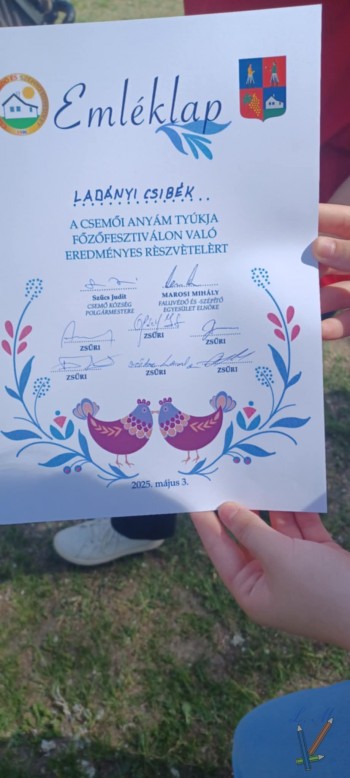 Emléklap
LADÁNYI CSIBÉK
A CSEMŐI ANYÁM TYÚKJA
FŐZŐFESZTIVÁLON VALÓ
EREDMÉNYES RÈSZVÈTELÈRT
Szűcs Judit
CSEMŐ KÖZSÉG
POLGÁRMESTERE
MAROSI MIHÁLY
FALUVÉDŐ ÉS -SZÉPÍTŐ
EGYESÜLET ELNÖKE
ZSŰRI ZSŰRI ZSŰRI
ZSŰRI ZSŰRI ZSŰRI
2025. május 3.